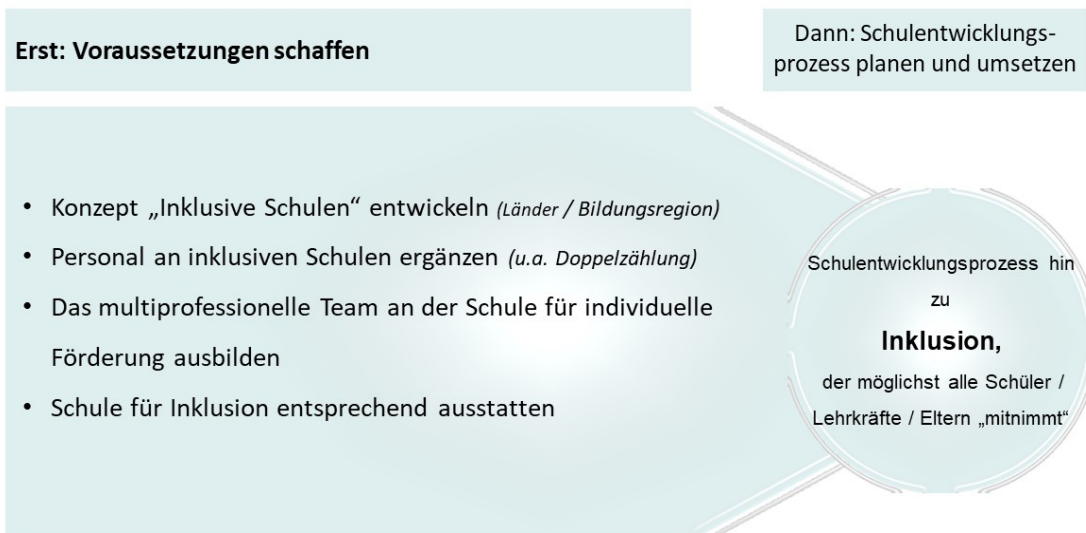 Erst: Voraussetzungen schaffen
Dann: Schulentwicklungs-
prozess planen und umsetzen
• Konzept „Inklusive Schulen“ entwickeln (Länder / Bildungsregion)
• Personal an inklusiven Schulen ergänzen (u.a. Doppelzählung)
• Das multiprofessionelle Team an der Schule für individuelle
Förderung ausbilden
• Schule für Inklusion entsprechend ausstatten
Schulentwicklungsprozess hin
zu
Inklusion,
der möglichst alle Schüler /
Lehrkräfte / Eltern „mitnimmt“